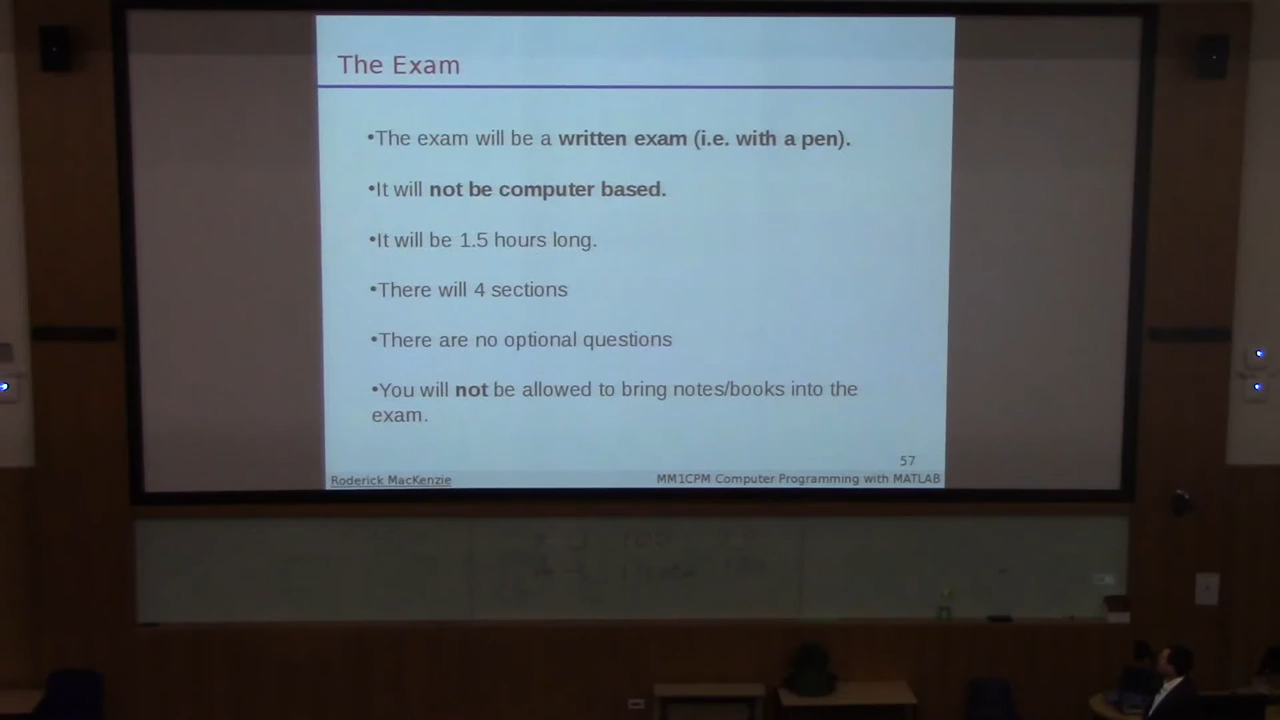 The Exam
•The exam will be a written exam (i.e. with a pen).
•It will not be computer based.
•It will be 1.5 hours long.
•There will 4 sections
•There are no optional questions
•You will not be allowed to bring notes/books into the
exam.
57
Roderick MacKenzie
MM1CPM Computer Programming with MATLAB